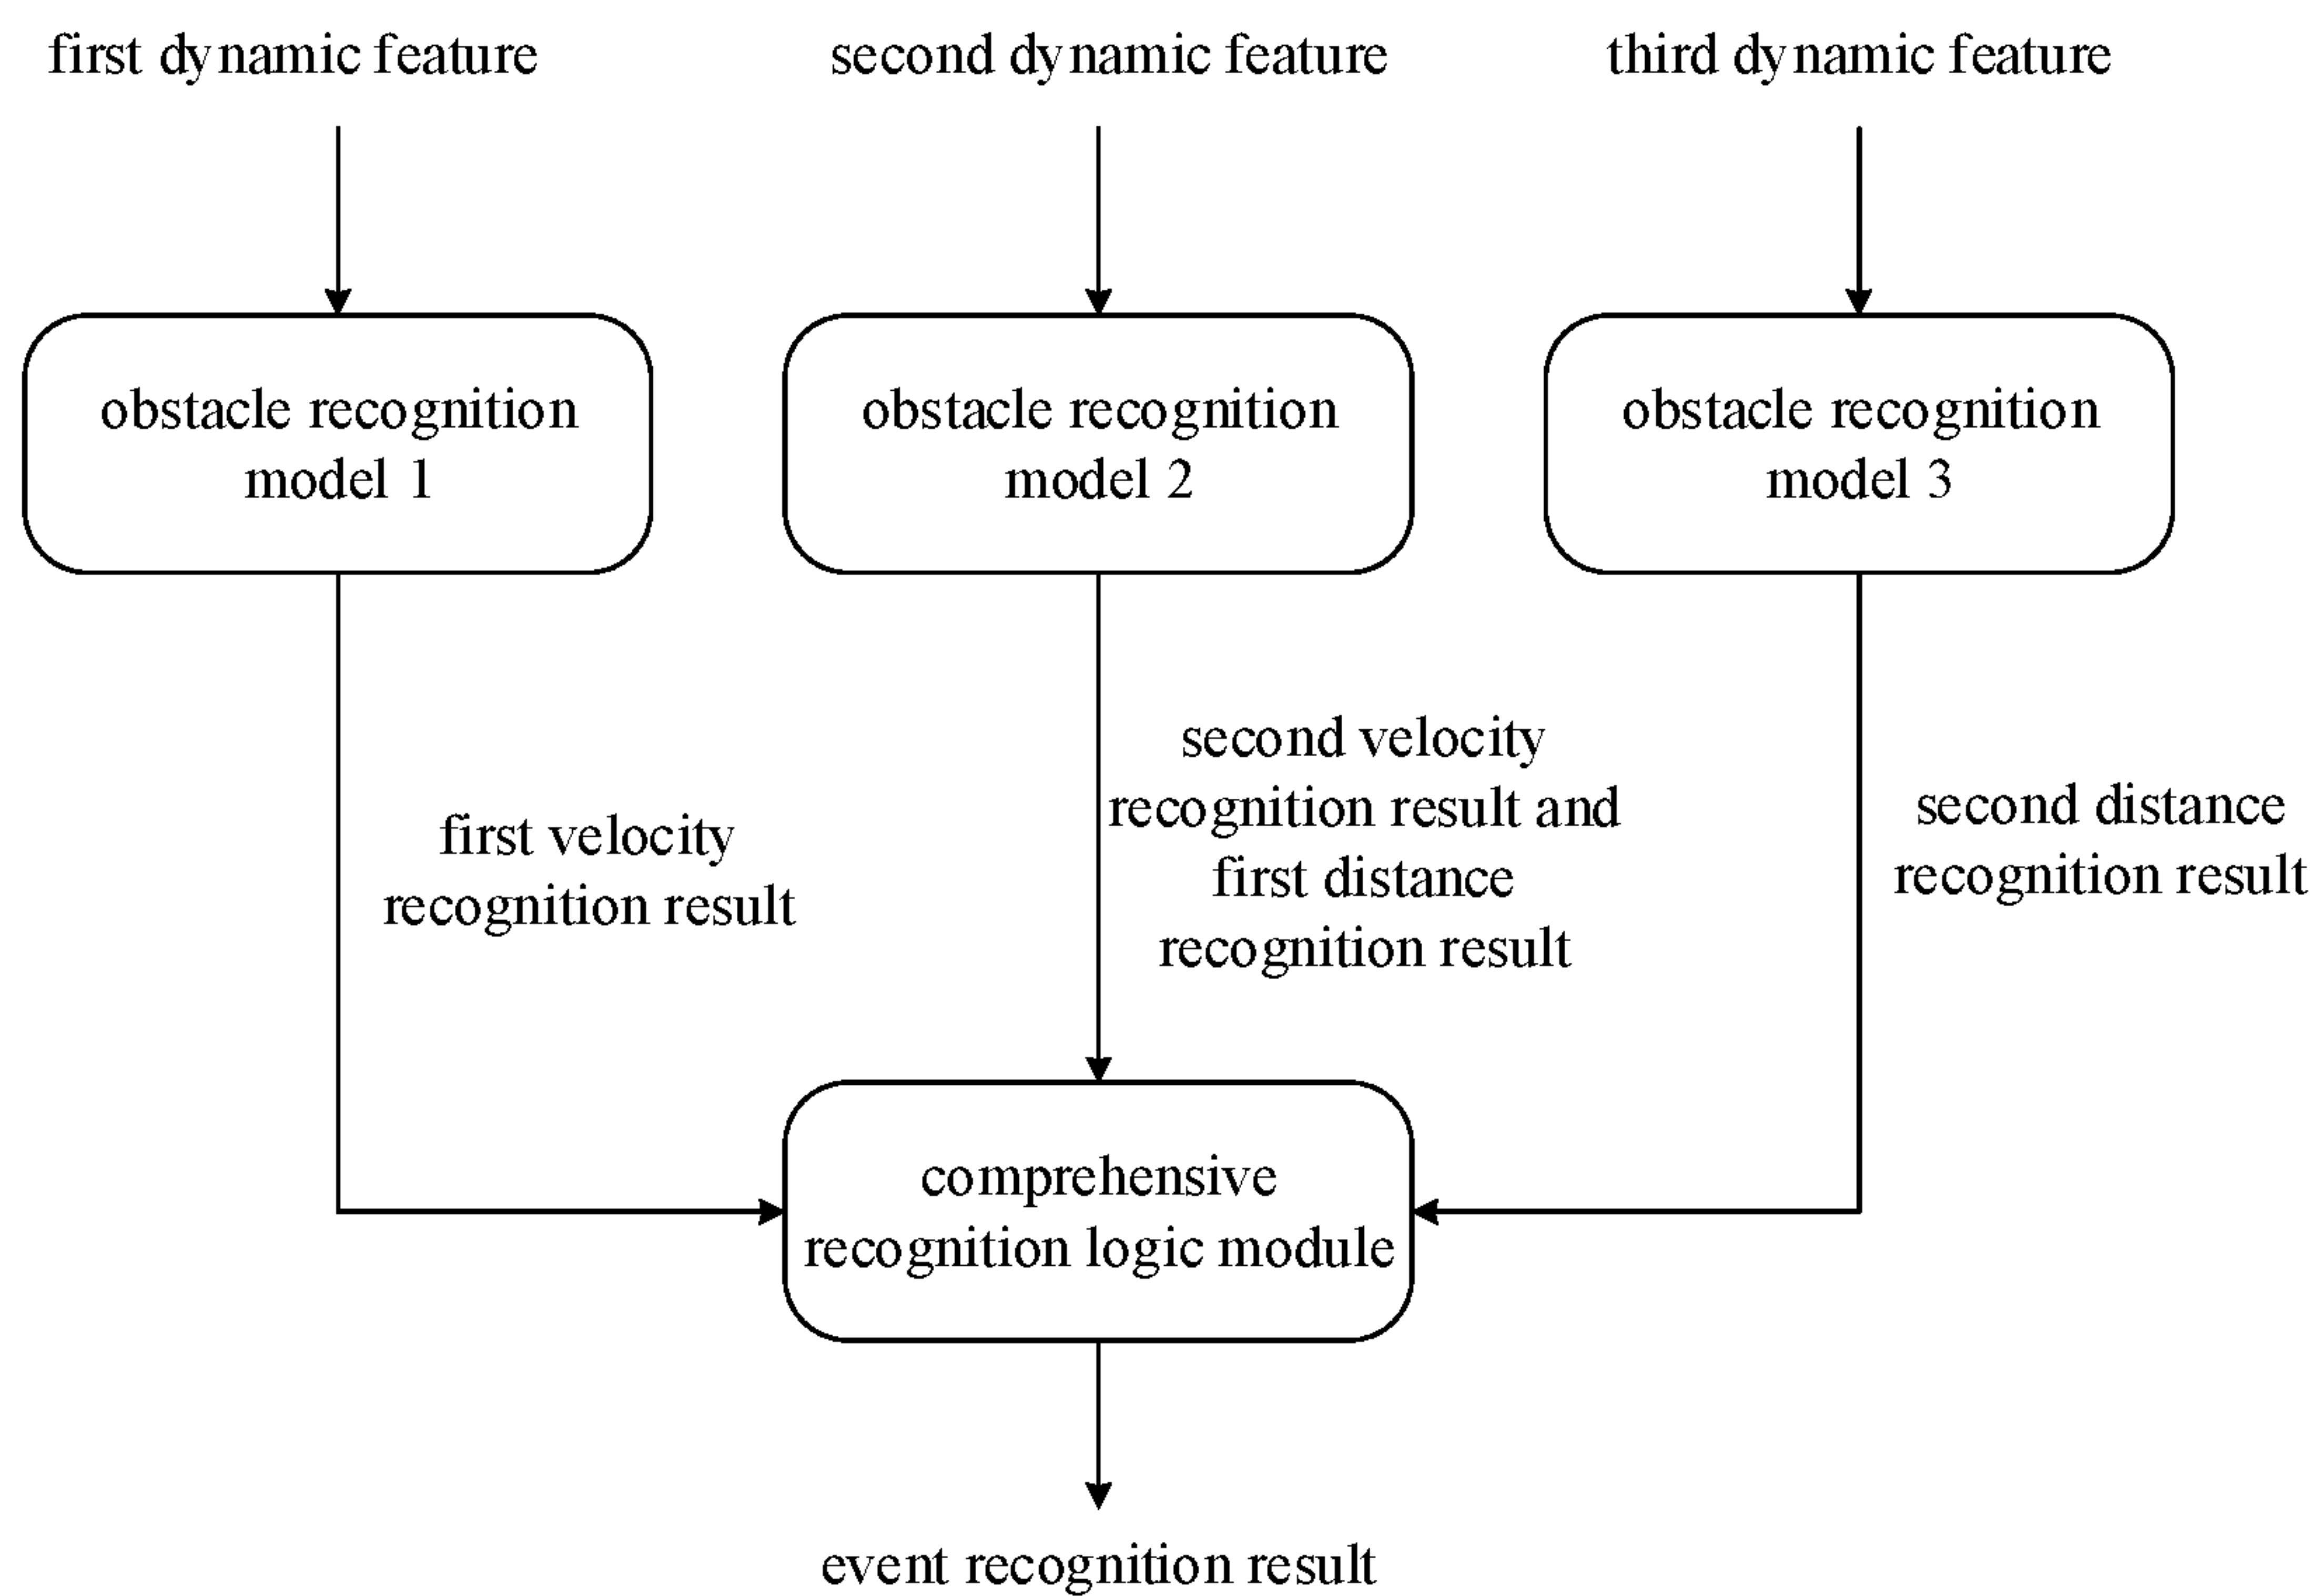 first dynamic feature
second dynamic feature
third dynamic feature
obstacle recognition
model 1
obstacle recognition
model 2
obstacle recognition
model 3
first velocity
recognition result
second velocity
recognition result and
first distance
recognition result
second distance
recognition result
comprehensive
recognition logic module
event recognition result